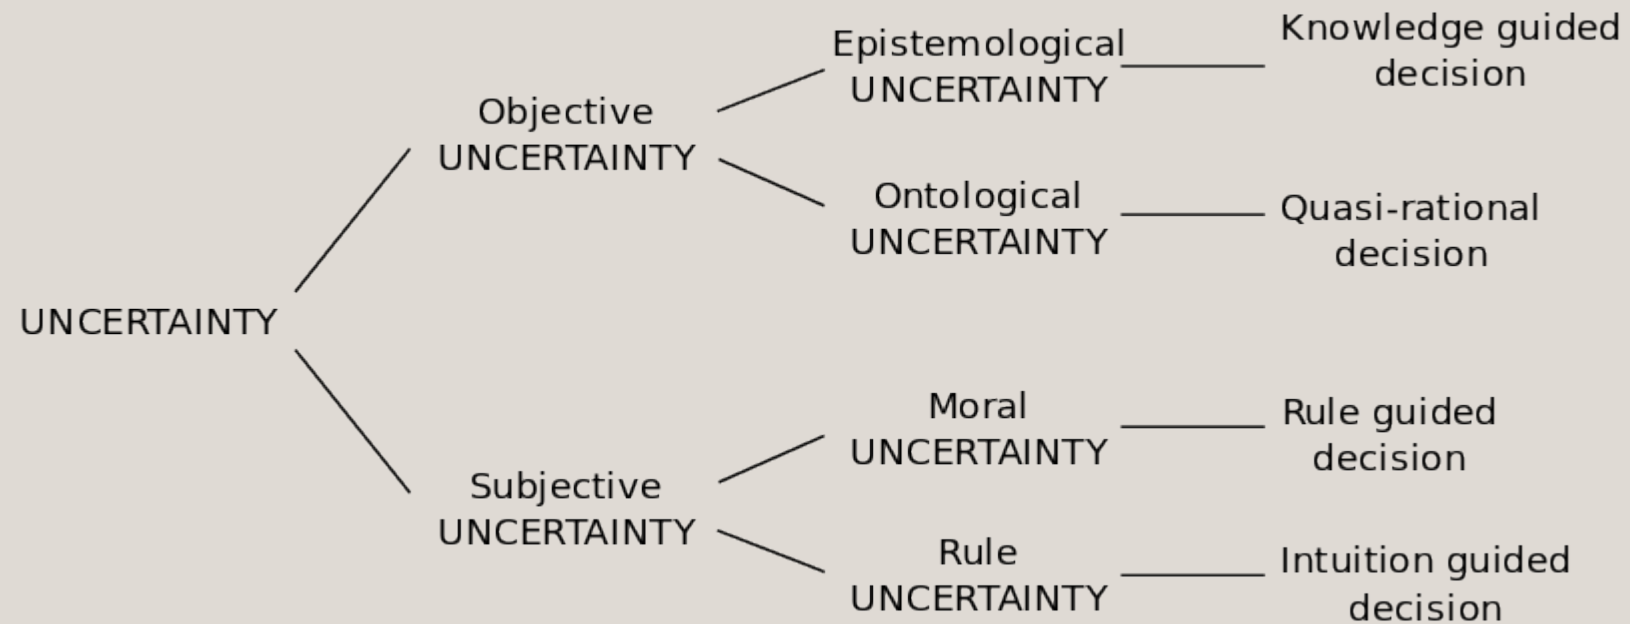 Epistemological
UNCERTAINTY
Knowledge guided
decision
Objective
UNCERTAINTY
Ontological
UNCERTAINTY
Quasi-rational
decision
UNCERTAINTY
Moral
UNCERTAINTY
Rule guided
decision
Subjective
UNCERTAINTY
Rule
UNCERTAINTY
Intuition guided
decision